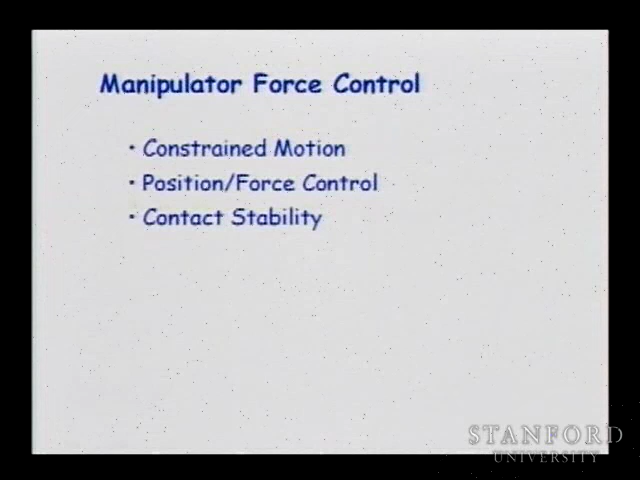 Manipulator Force Control
· Constrained Motion
· Position/Force Control
· Contact Stability
STANFORD
UNIVERSITY